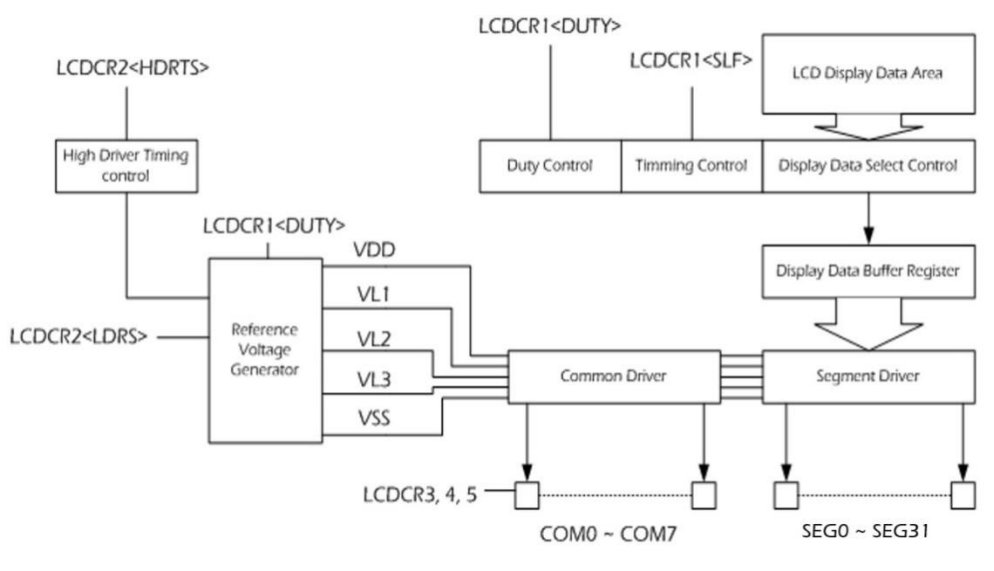 LCDCR1<DUTY>
LCDCR2<HDRTS>
LCDCR1<SLF>
LCD Display Data Area
High Driver Timing
control
Duty Control
Timming Control
Display Data Select Control
LCDCR1<DUTY>
VDD
Display Data Buffer Register
VL1
LCDCR2<LDRS>
Reference
Voltage
Generator
VL2
VL3
VSS
Common Driver
Segment Driver
LCDCR3, 4, 5
COM0 ~ COM7
SEG0 ~ SEG31